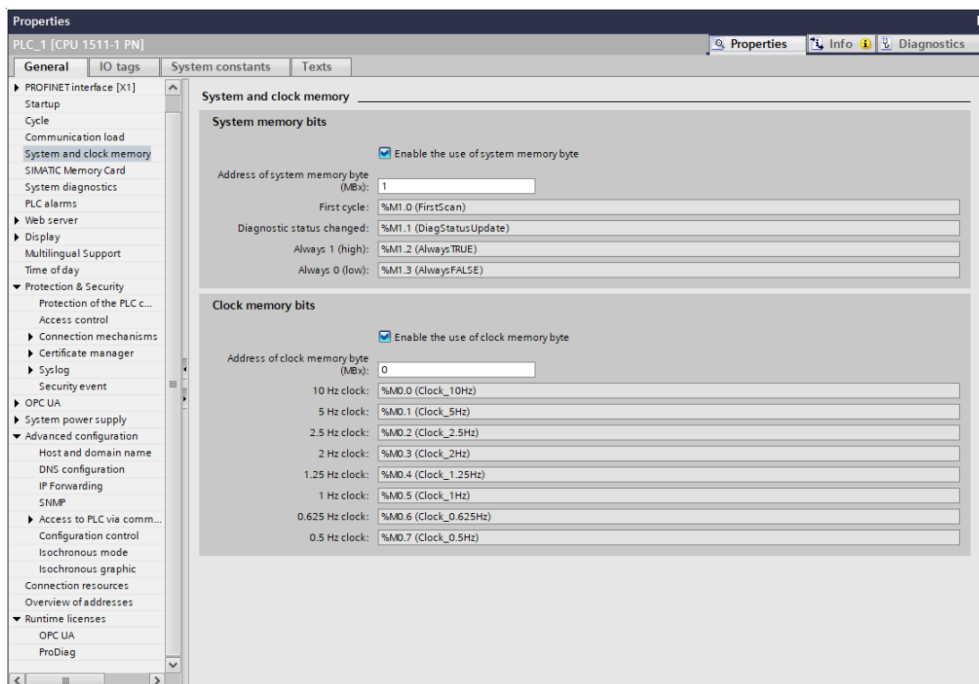 Properties
PLC_1 [CPU 1511-1 PN]
Properties Info Diagnostics
General IO tags System constants Texts
PROFINET interface [X1]
Startup
Cycle
Communication load
System and clock memory
SIMATIC Memory Card
System diagnostics
PLC alarms
Web server
Display
Multilingual Support
Time of day
Protection & Security
Protection of the PLC c...
Access control
Connection mechanisms
Certificate manager
Syslog
Security event
OPC UA
System power supply
Advanced configuration
Host and domain name
DNS configuration
IP Forwarding
SNMP
Access to PLC via comm...
Configuration control
Isochronous mode
Isochronous graphic
Connection resources
Overview of addresses
Runtime licenses
OPC UA
ProDiag
System and clock memory
System memory bits
Enable the use of system memory byte
Address of system memory byte
(MBx): 1
First cycle: %M1.0 (FirstScan)
Diagnostic status changed: %M1.1 (DiagStatusUpdate)
Always 1 (high): %M1.2 (AlwaysTRUE)
Always 0 (low): %M1.3 (AlwaysFALSE)
Clock memory bits
Enable the use of clock memory byte
Address of clock memory byte
(MBx): 0
10 Hz clock: %M0.0 (Clock_10Hz)
5 Hz clock: %M0.1 (Clock_5Hz)
2.5 Hz clock: %M0.2 (Clock_2.5Hz)
2 Hz clock: %M0.3 (Clock_2Hz)
1.25 Hz clock: %M0.4 (Clock_1.25Hz)
1 Hz clock: %M0.5 (Clock_1Hz)
0.625 Hz clock: %M0.6 (Clock_0.625Hz)
0.5 Hz clock: %M0.7 (Clock_0.5Hz)